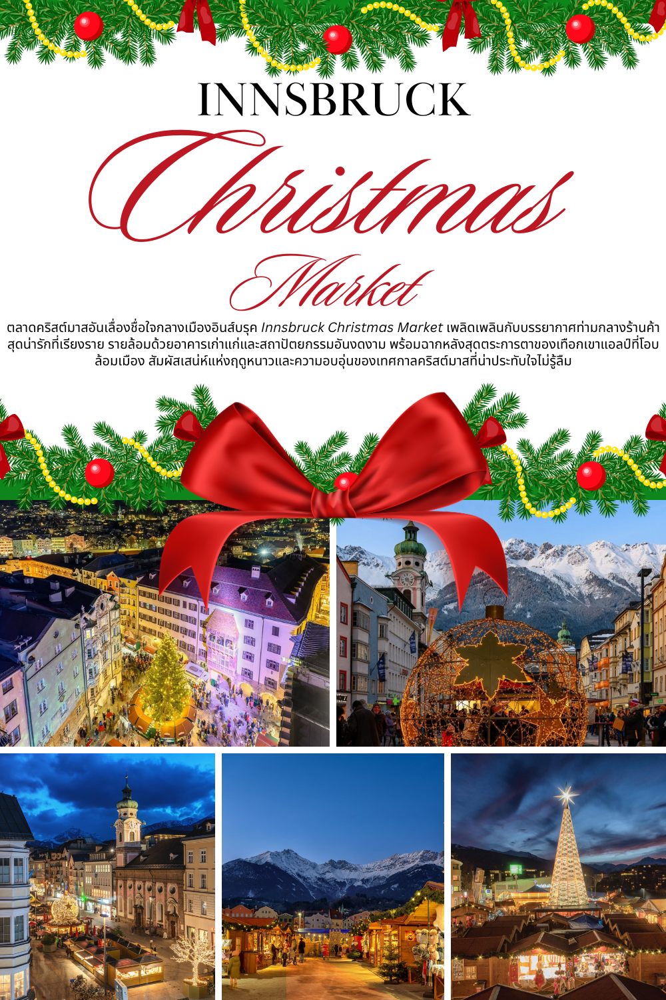 INNSBRUCK
Christmas
Market
ตลาดคริสต์มาสอันเลื่องชื่อใจกลางเมืองอินส์บรุค Innsbruck Christmas Market เพลิดเพลินกับบรรยากาศท่ามกลางร้านค้า
สุดน่ารักที่เรียงราย รายล้อมด้วยอาคารเก่าแก่และสถาปัตยกรรมอันงดงาม พร้อมฉากหลังสุดตระการตาของเทือกเขาแอลป์ที่โอบ
ล้อมเมือง สัมผัสเสน่ห์แห่งฤดูหนาวและความอบอุ่นของเทศกาลคริสต์มาสที่น่าประทับใจไม่รู้ลืม